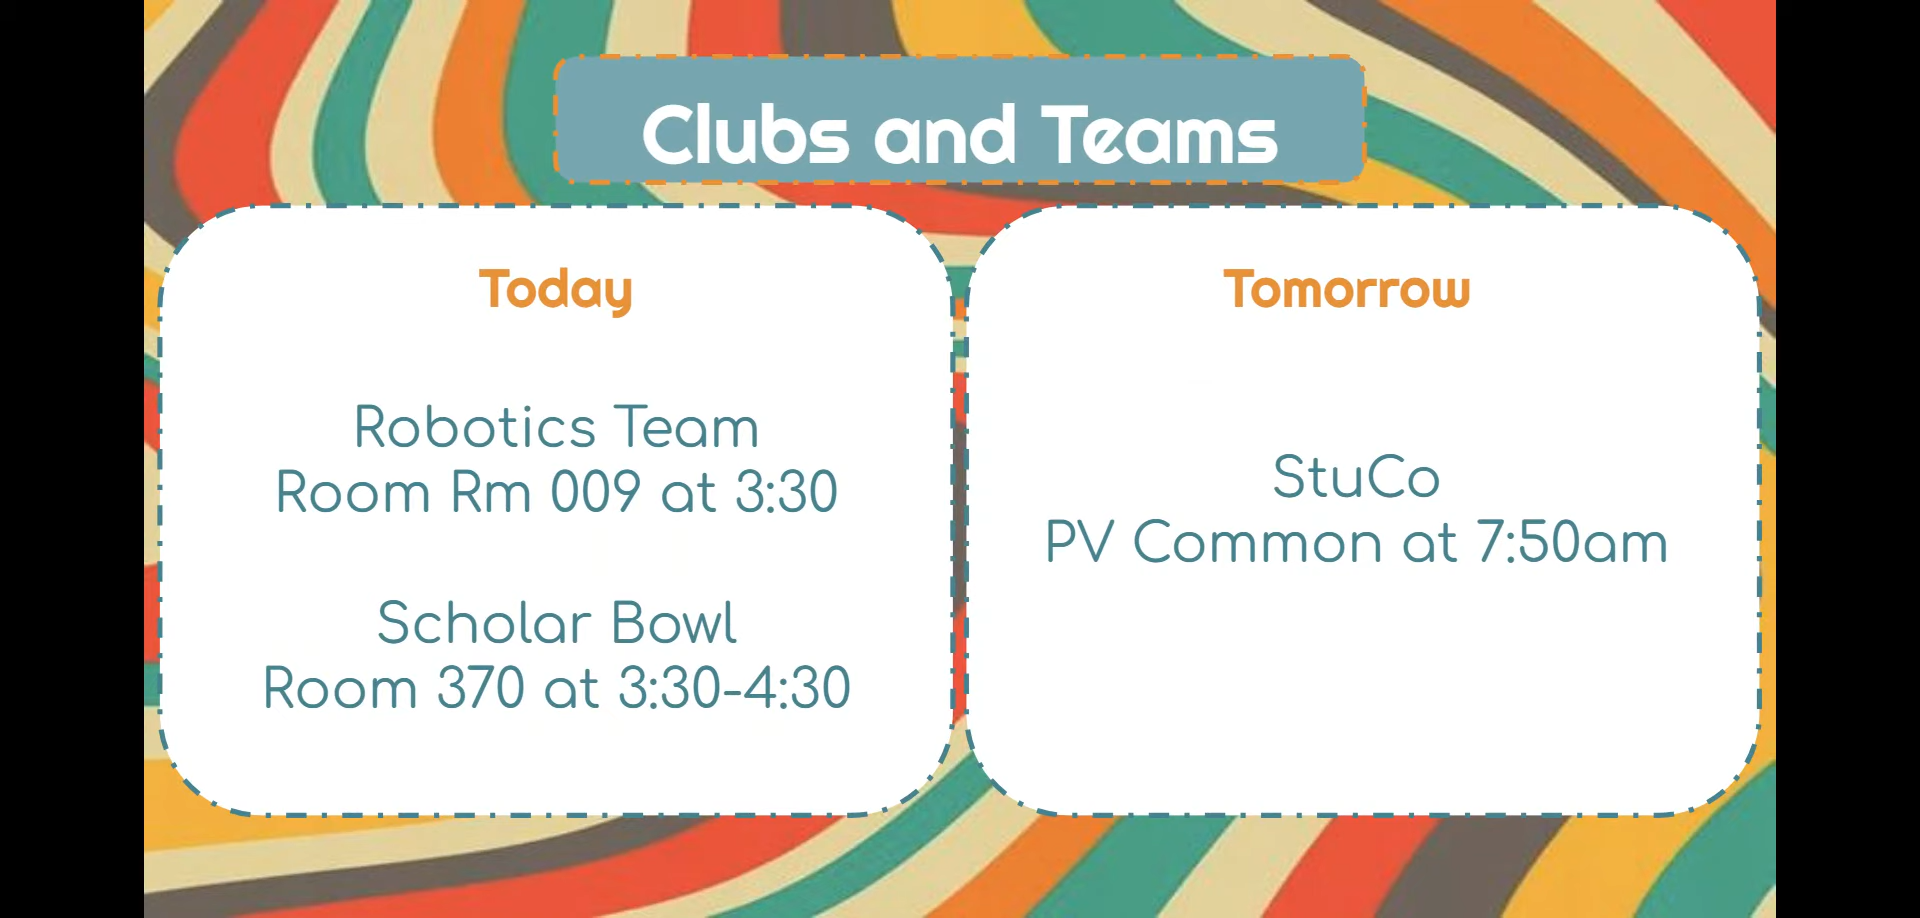 Clubs and Teams
Today
Robotics Team
Room Rm 009 at 3:30
Scholar Bowl
Room 370 at 3:30-4:30
Tomorrow
StuCo
PV Common at 7:50am